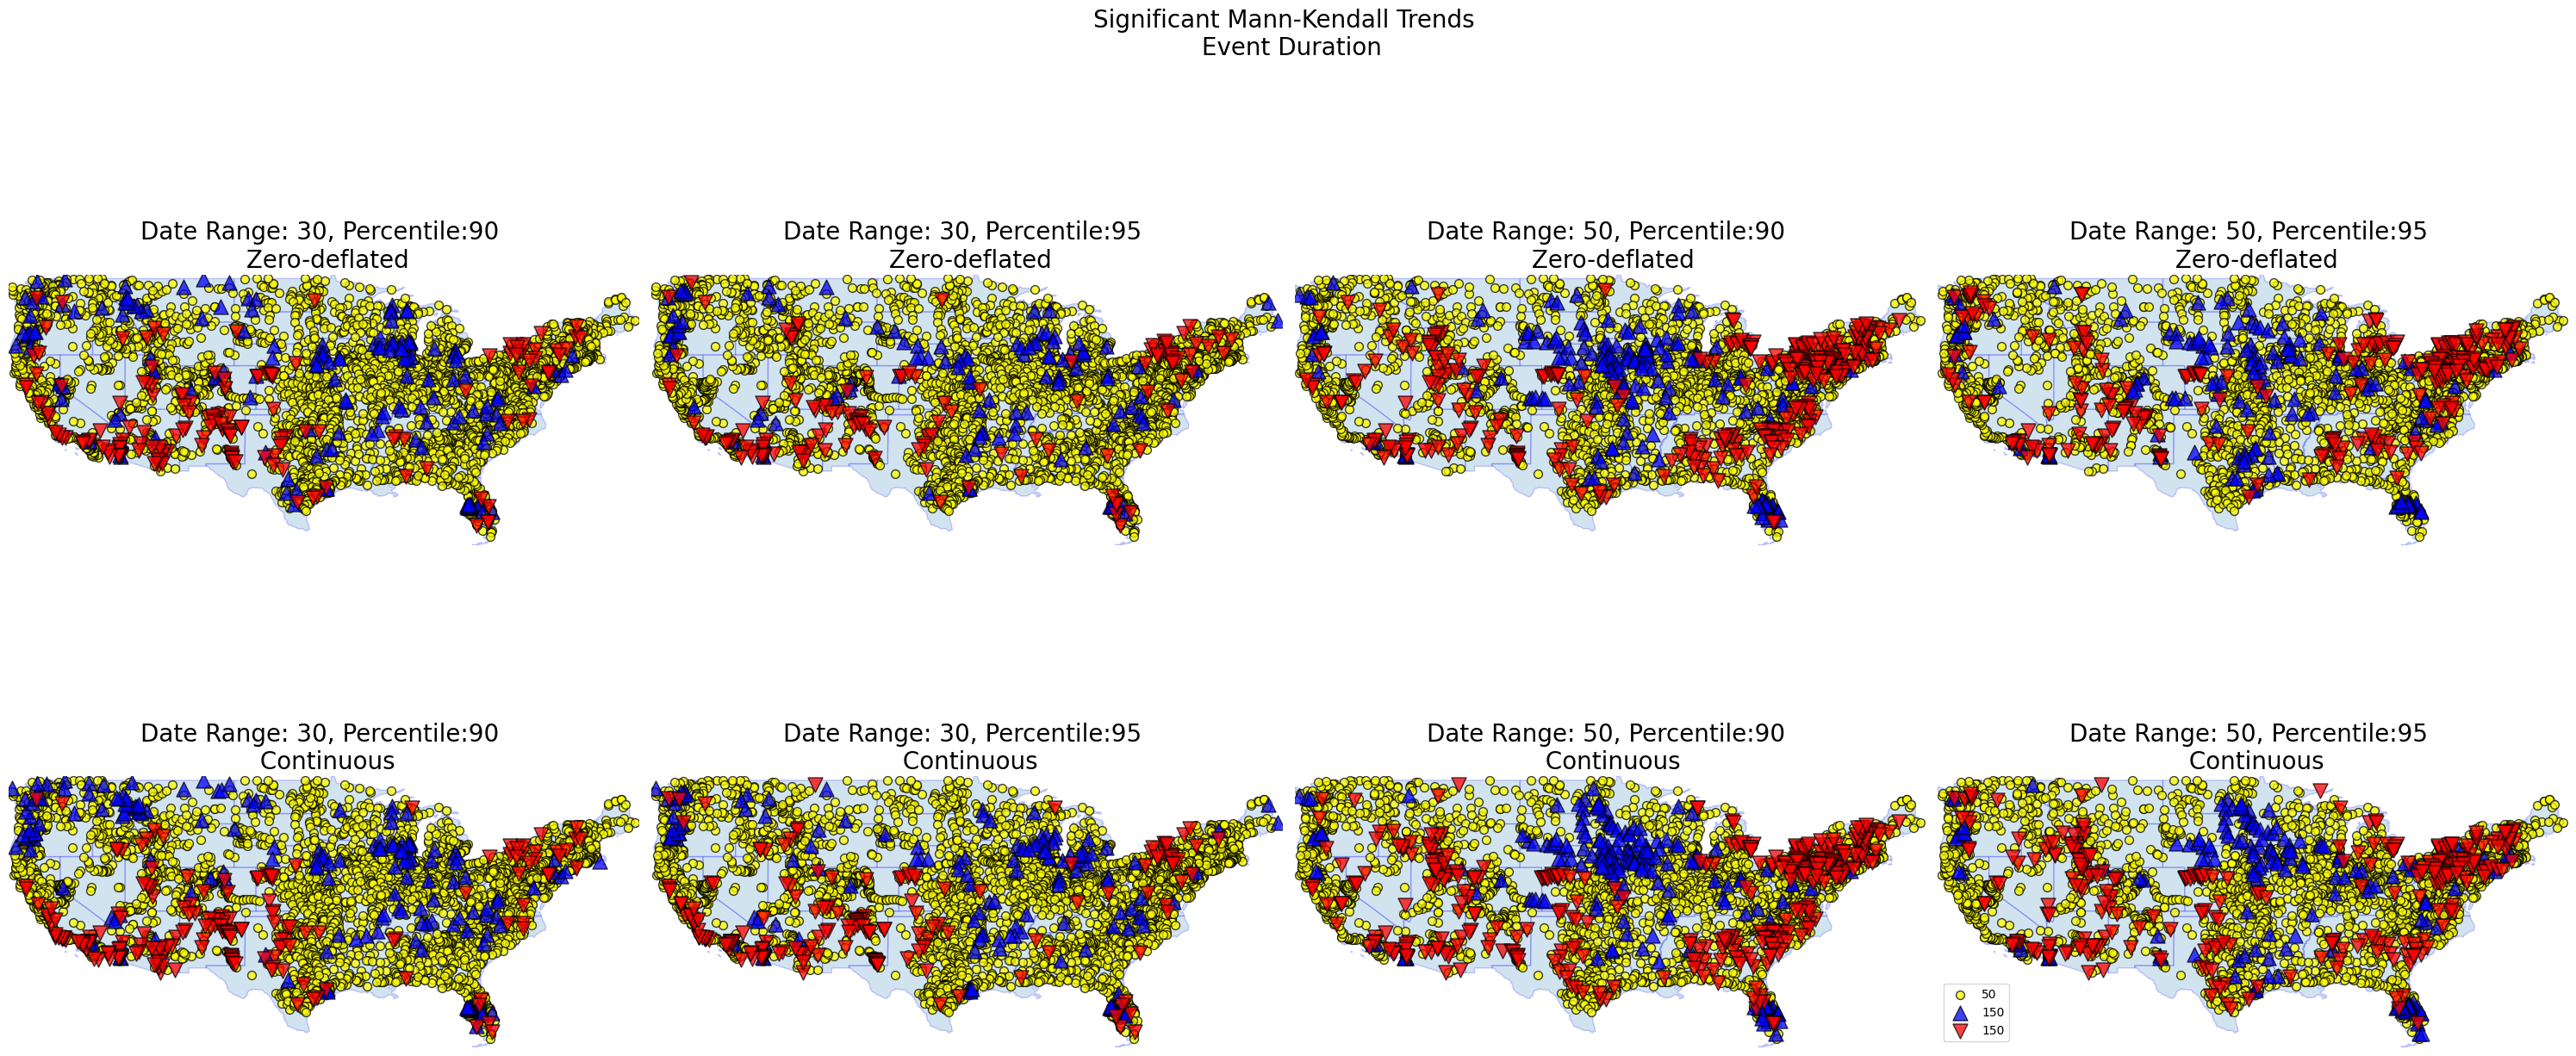 Significant Mann-Kendall Trends
Event Duration
Date Range: 30, Percentile:90
Zero-deflated
Date Range: 30, Percentile:95
Zero-deflated
Date Range: 50, Percentile:90
Zero-deflated
Date Range: 50, Percentile:95
Zero-deflated
Date Range: 30, Percentile:90
Continuous
Date Range: 30, Percentile:95
Continuous
Date Range: 50, Percentile:90
Continuous
Date Range: 50, Percentile:95
Continuous
50
150
150